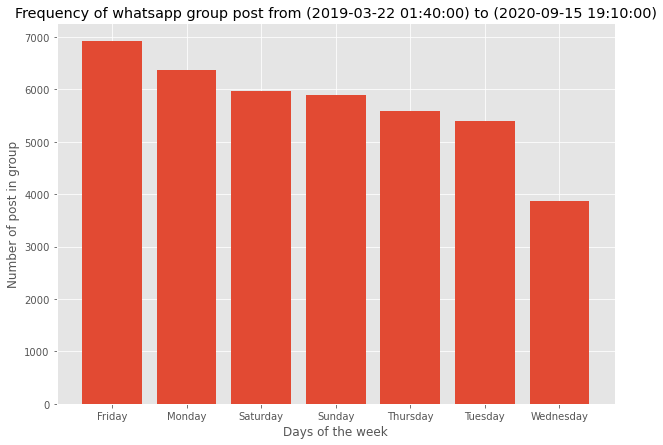 Frequency of whatsapp group post from (2019-03-22 01:40:00) to (2020-09-15 19:10:00)
Number of post in group
7000
6000
5000
4000
3000
2000
1000
0
Friday Monday Saturday Sunday Thursday Tuesday Wednesday
Days of the week